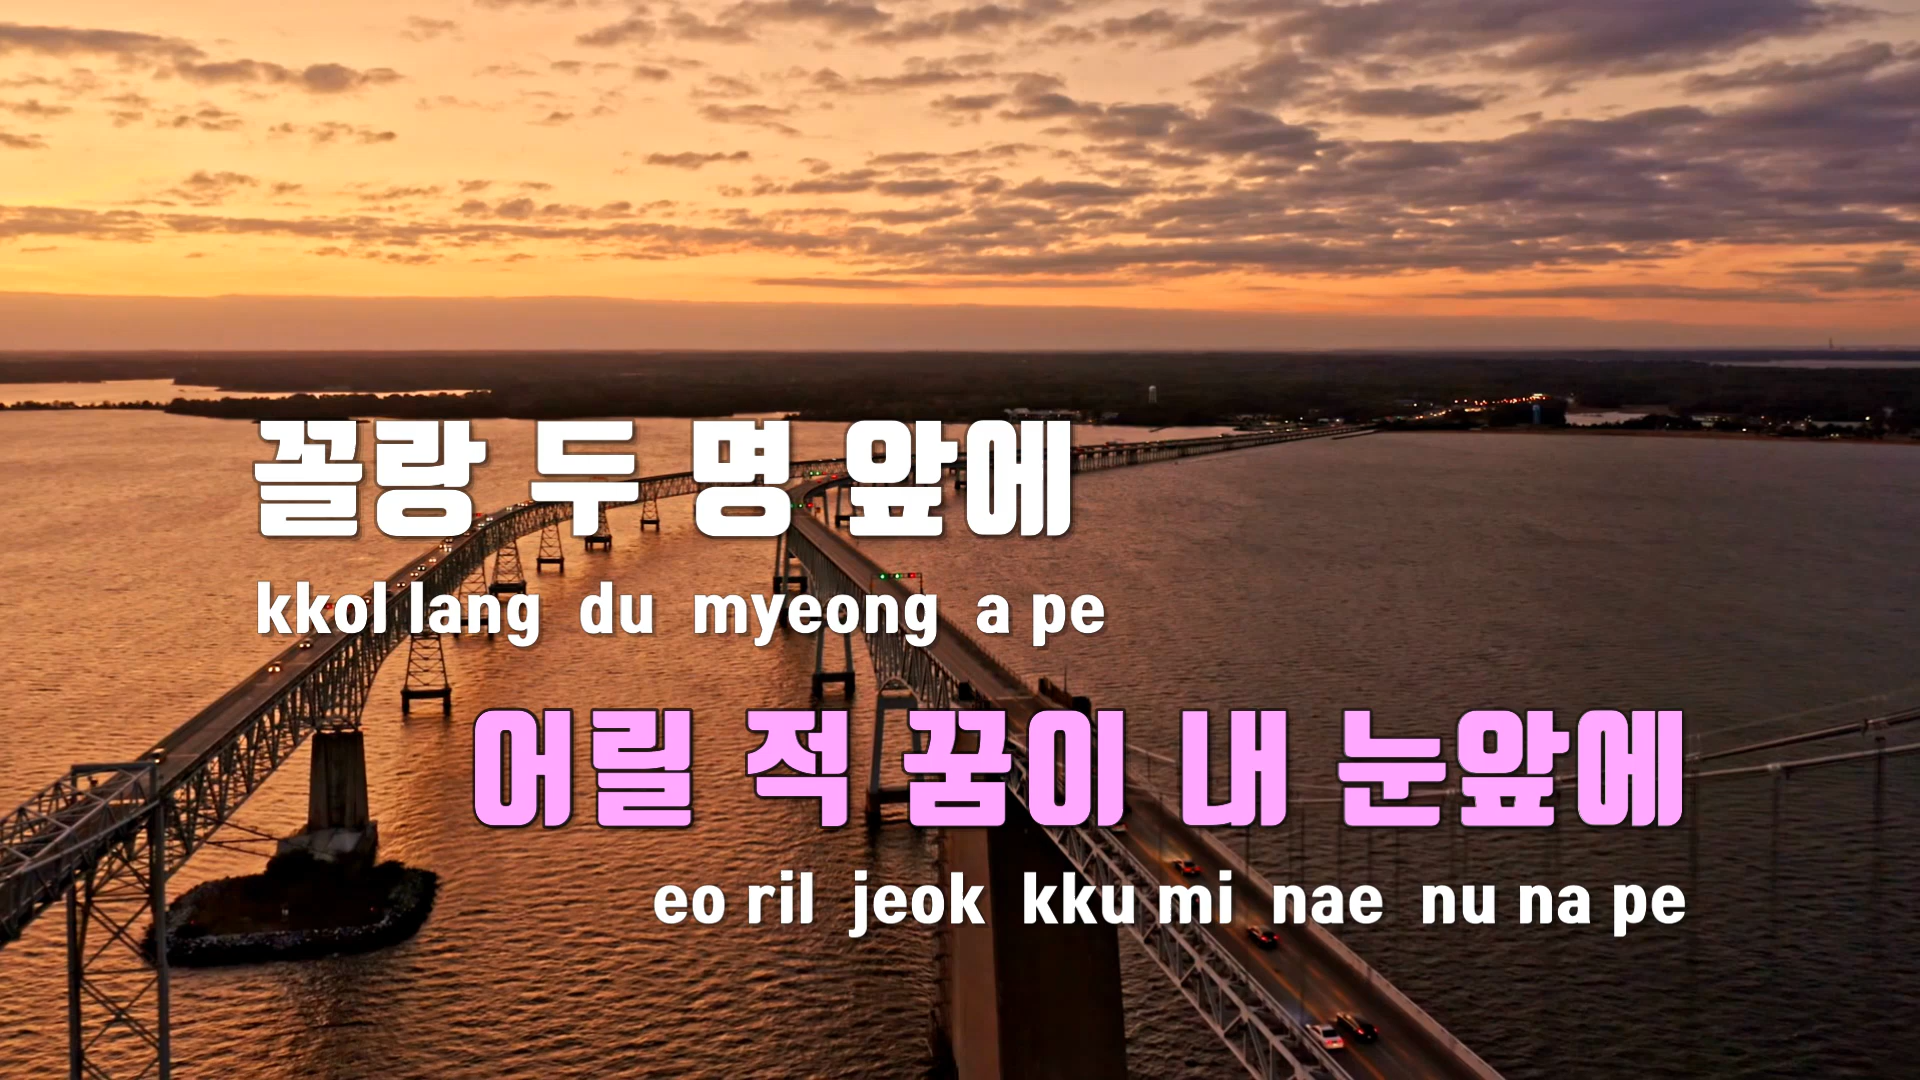 꼴랑 두 명 앞에
kkol lang du myeong a pe
어릴 적 꿈이 내 눈앞에
eo ril jeok kku mi nae nu na pe